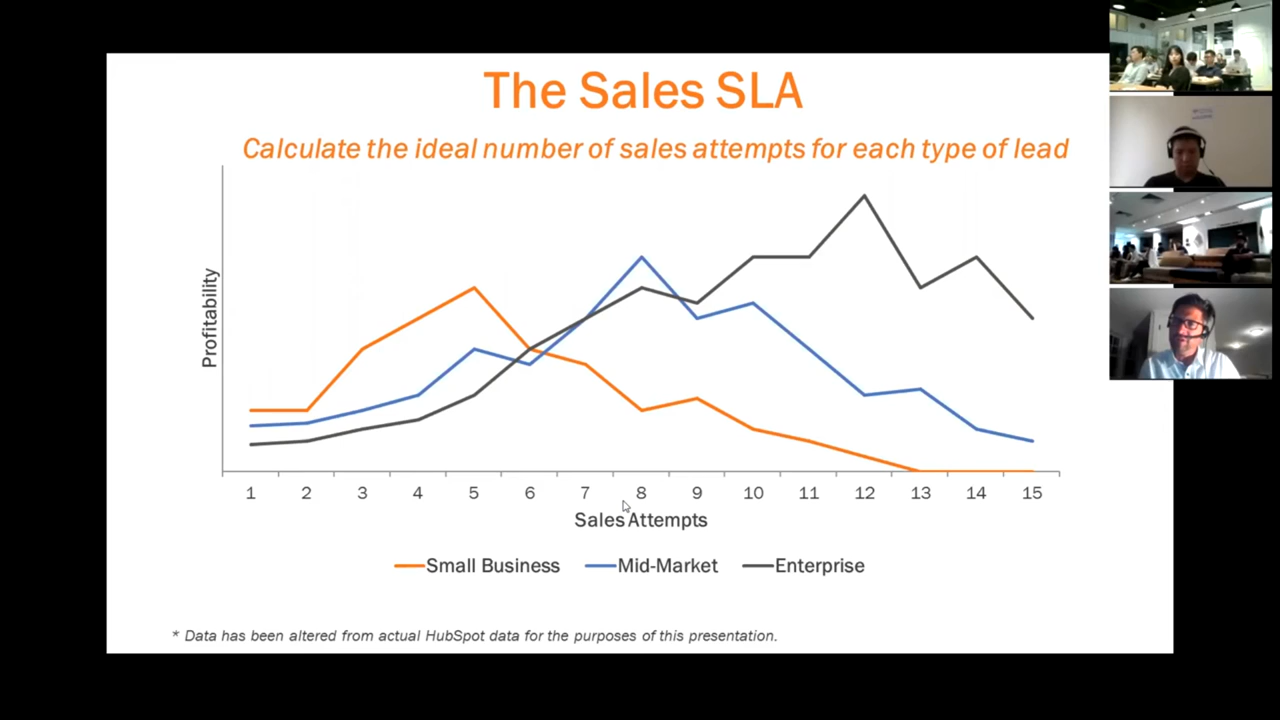 The Sales SLA
Calculate the ideal number of sales attempts for each type of lead
Profitability
1 2 3 4 5 6 7 8 9 10 11 12 13 14 15
Sales Attempts
Small Business Mid-Market Enterprise
* Data has been altered from actual HubSpot data for the purposes of this presentation.